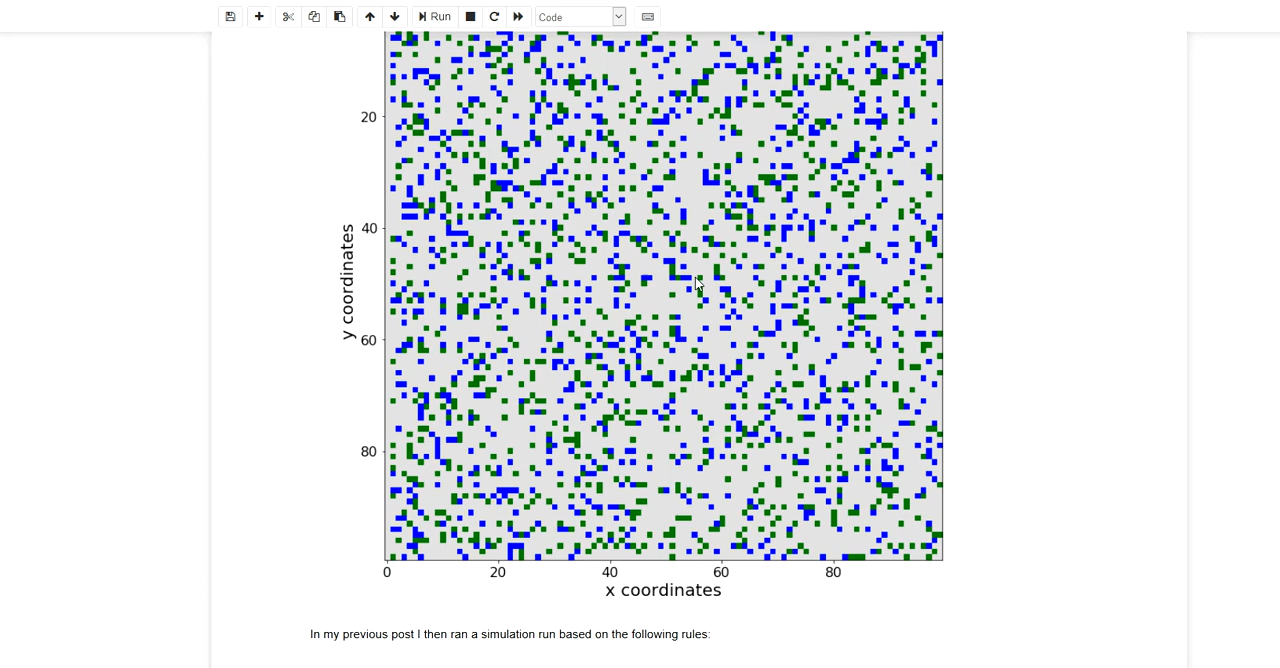 Run
Code
20
40
60
80
y coordinates
0 20 40 60 80
x coordinates
In my previous post I then ran a simulation run based on the following rules: